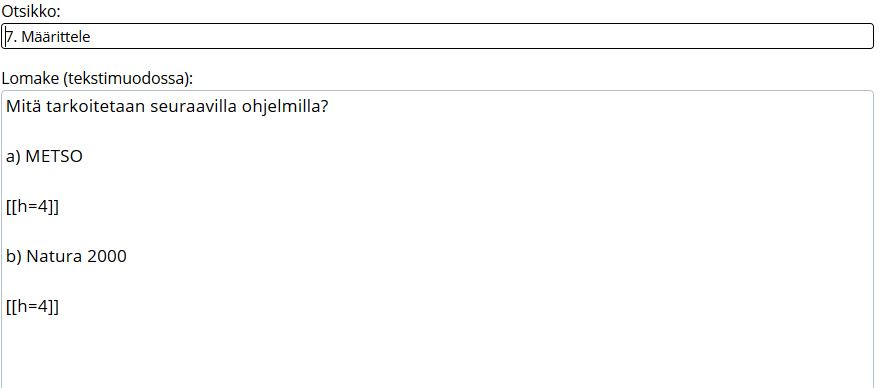 Otsikko:
7. Määrittele
Lomake (tekstimuodossa):
Mitä tarkoitetaan seuraavilla ohjelmilla?
a) METSO
[[h=4]]
b) Natura 2000
[[h=4]]